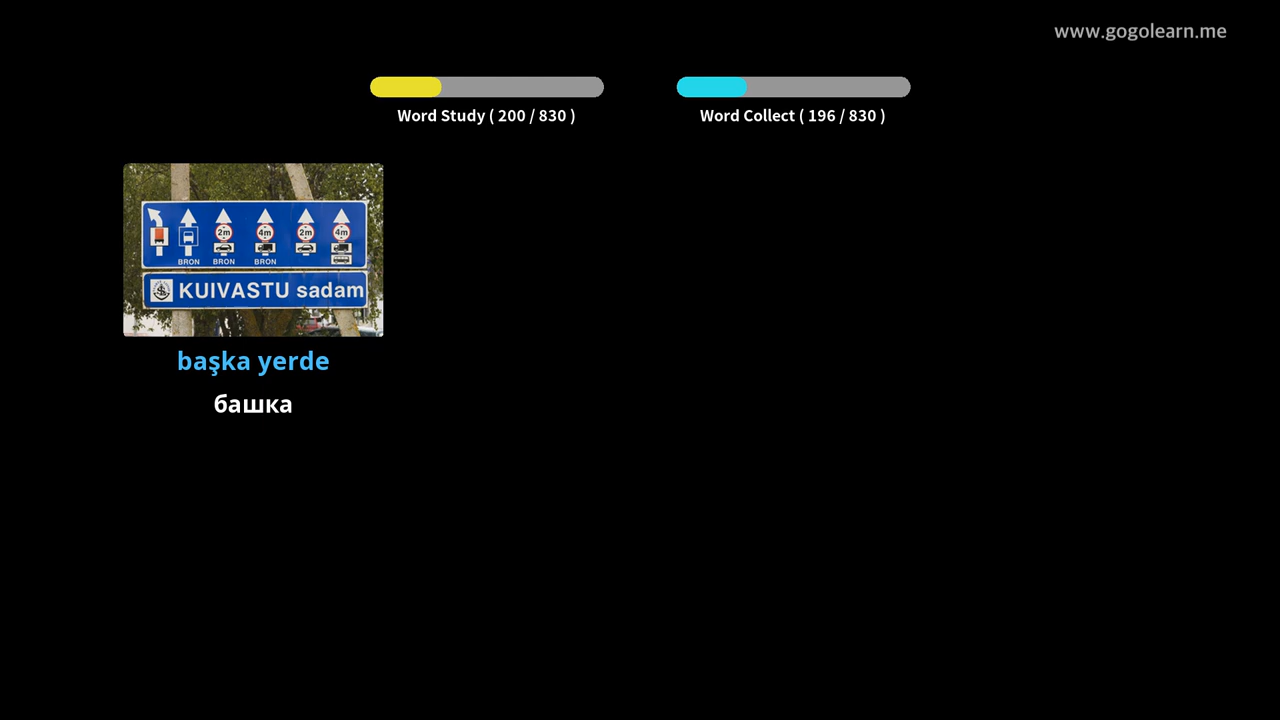 www.gogolearn.me
Word Study ( 200 / 830 )
Word Collect ( 196 / 830 )
2m 4m 2m 4m
BRON BRON BRON
KUIVASTU sadam
başka yerde
башка